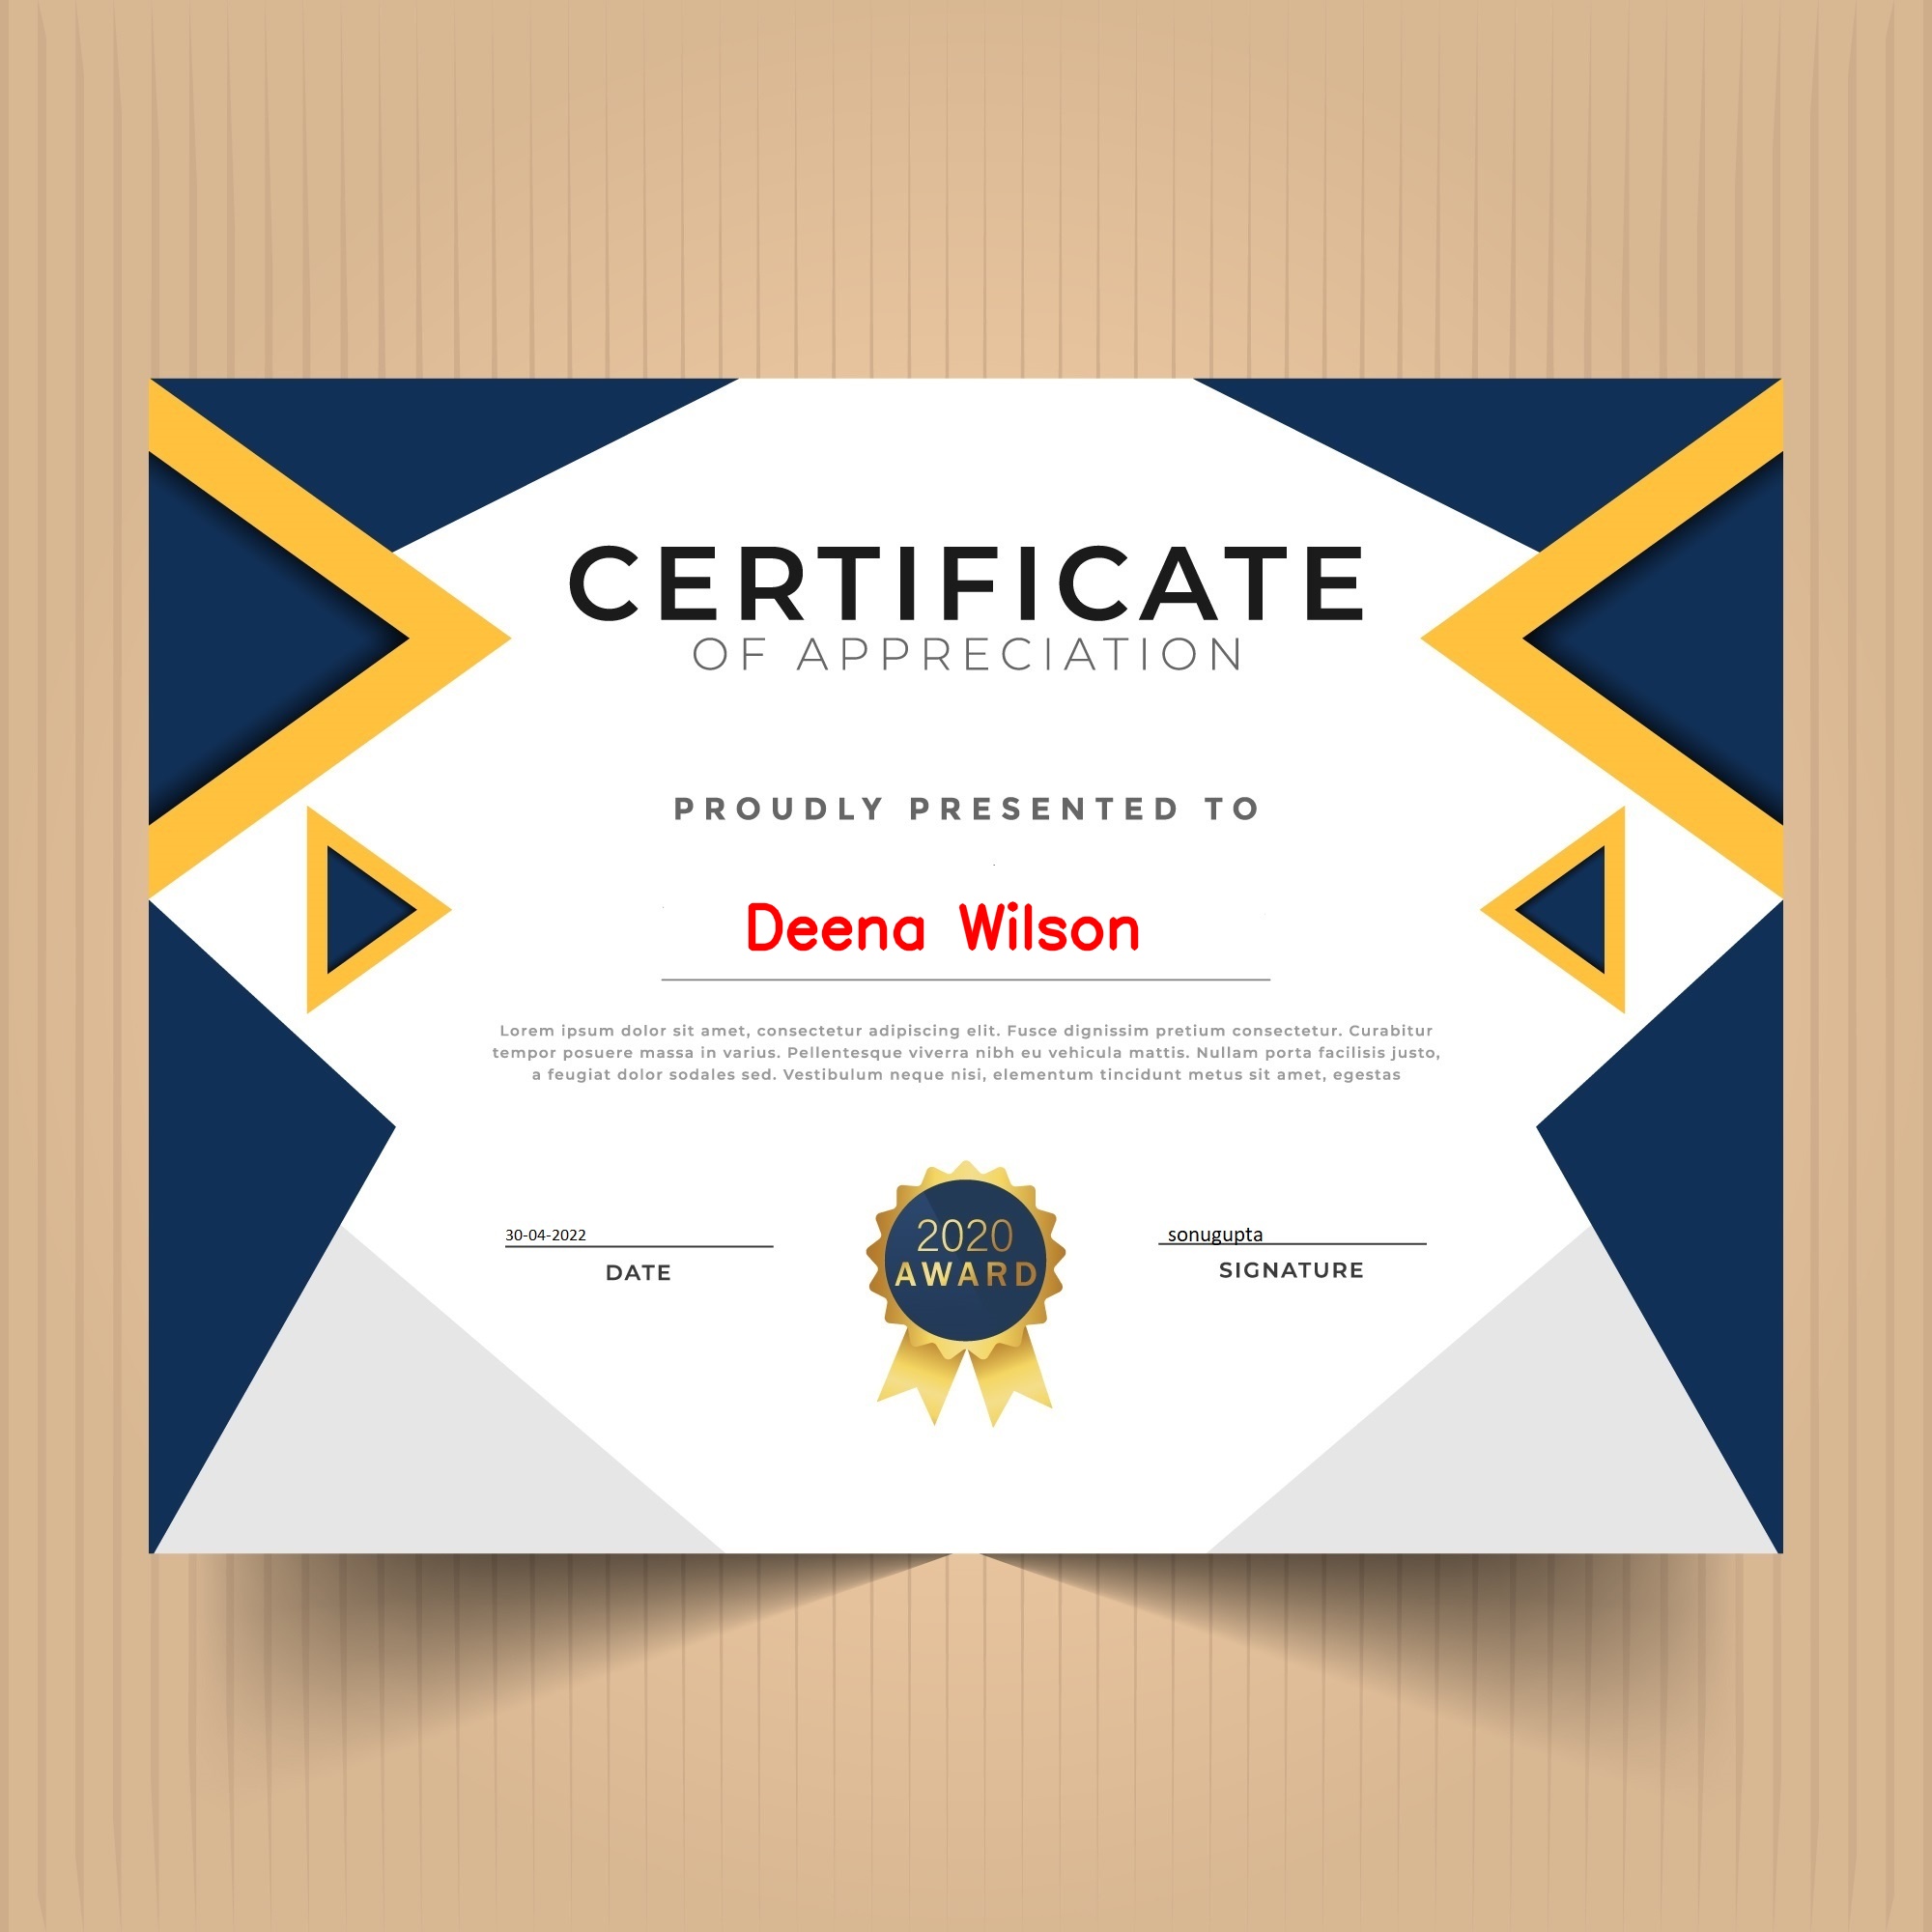 CERTIFICATE
OF APPRECIATION
PROUDLY PRESENTED TO
Deena Wilson
Lorem ipsum dolor sit amet, consectetur adipiscing elit. Fusce dignissim pretium consectetur. Curabitur
tempor posuere massa in varius. Pellentesque viverra nibh eu vehicula mattis. Nullam porta facilisis justo,
a feugiat dolor sodales sed. Vestibulum neque nisi, elementum tincidunt metus sit amet, egestas
30-04-2022
DATE
2020
AWARD
sonugupta
SIGNATURE